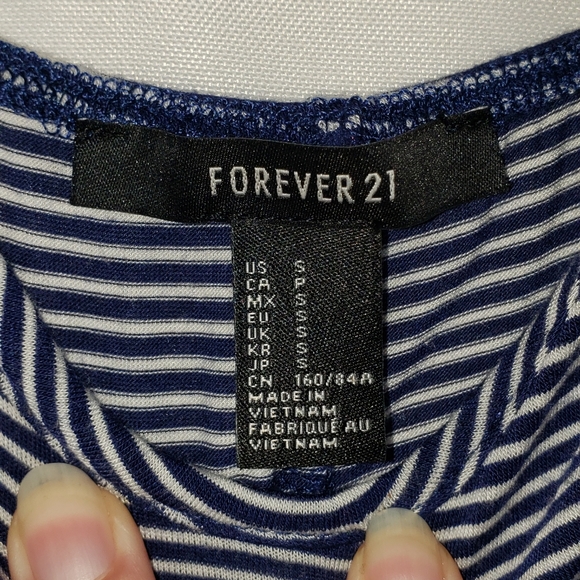 FOREVER 21
US S
CA P
MX S
EU S
UK S
KR S
JP S
CN 160/84A
MADE IN
VIETNAM
FABRIQUÉ AU
VIETNAM